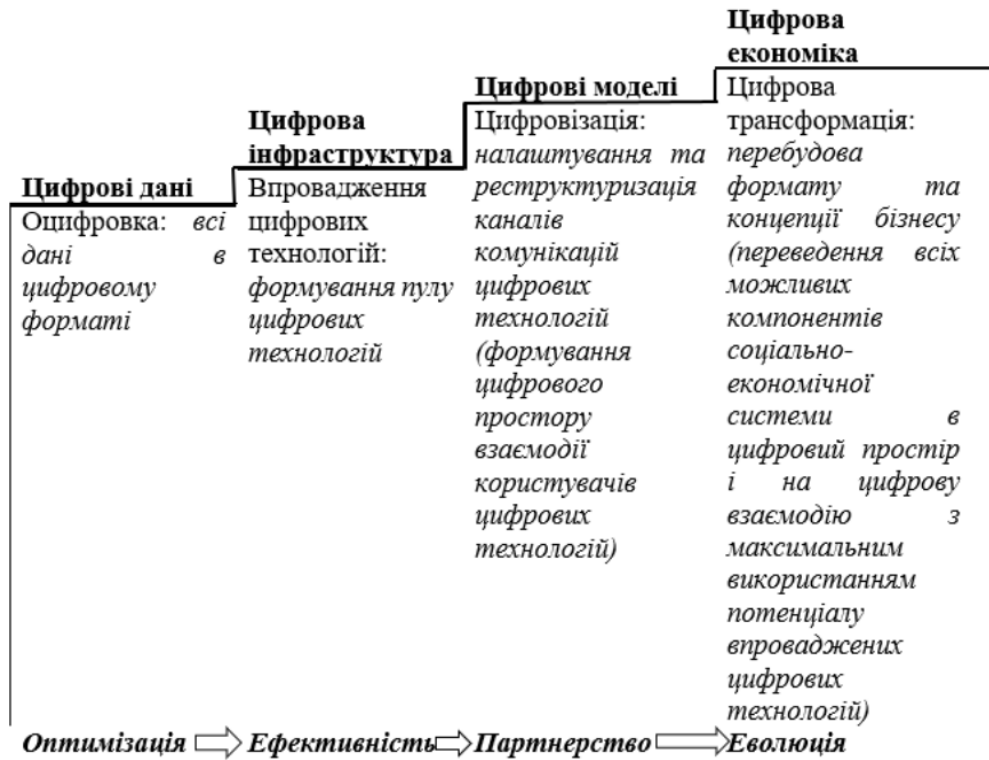 Цифрові дані
Оцифровка: всі
дані в
цифровому
форматі
Цифрова
інфраструктура
Впровадження
цифрових
технологій:
формування пулу
цифрових
технологій
Цифрові моделі
Цифровізація:
налаштування та
реструктуризація
каналів
комунікацій
цифрових
технологій
(формування
цифрового
простору
взаємодії
користувачів
цифрових
технологій)
Цифрова
економіка
Цифрова
трансформація:
перебудова
формату та
концепції бізнесу
(переведення всіх
можливих
компонентів
соціально-
економічної
системи в
цифровий простір
і на цифрову
взаємодію з
максимальним
використанням
потенціалу
впроваджених
цифрових
технологій)
Оптимізація Ефективність Партнерство Еволюція